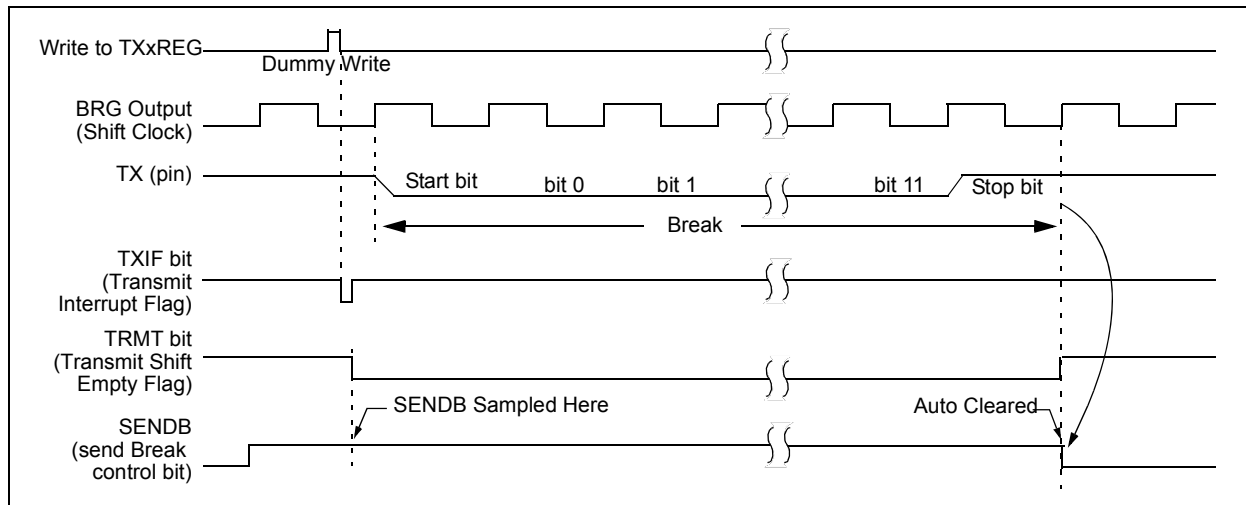 Write to TXxREG
Dummy Write
BRG Output
(Shift Clock)
TX (pin)
Start bit
bit 0
bit 1
bit 11
Stop bit
Break
TXIF bit
(Transmit
Interrupt Flag)
TRMT bit
(Transmit Shift
Empty Flag)
SENDB Sampled Here
Auto Cleared
SENDB
(send Break
control bit)